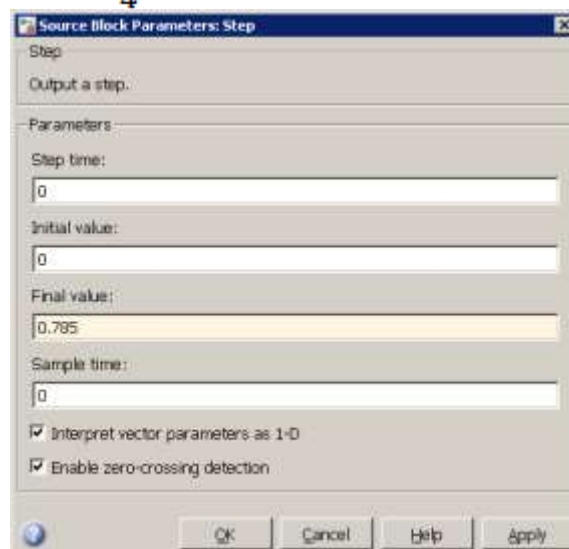 4
Source Block Parameters: Step
Step
Output a step.
Parameters
Step time:
0
Initial value:
0
Final value:
0.785
Sample time:
0
Interpret vector parameters as 1-D
Enable zero-crossing detection
OK
Cancel
Help
Apply